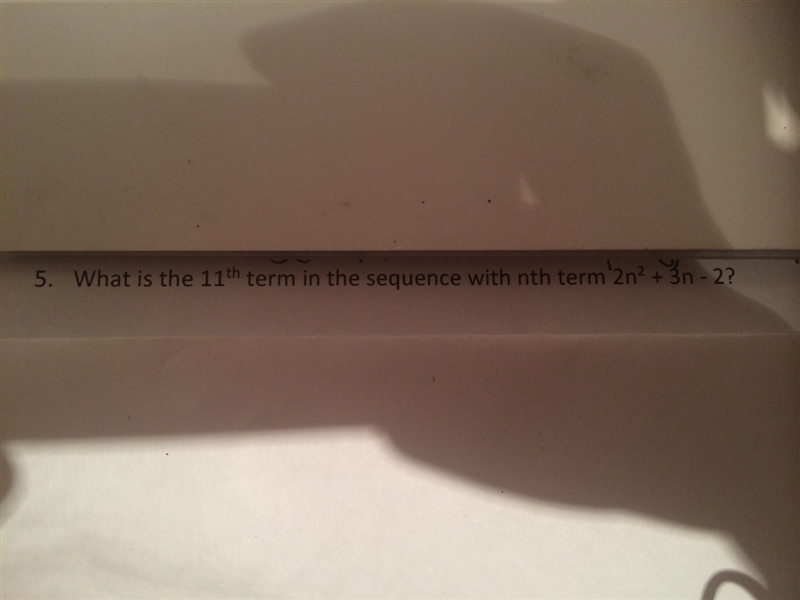 5. What is the 11th term in the sequence with nth term 2n² + 3n - 2?